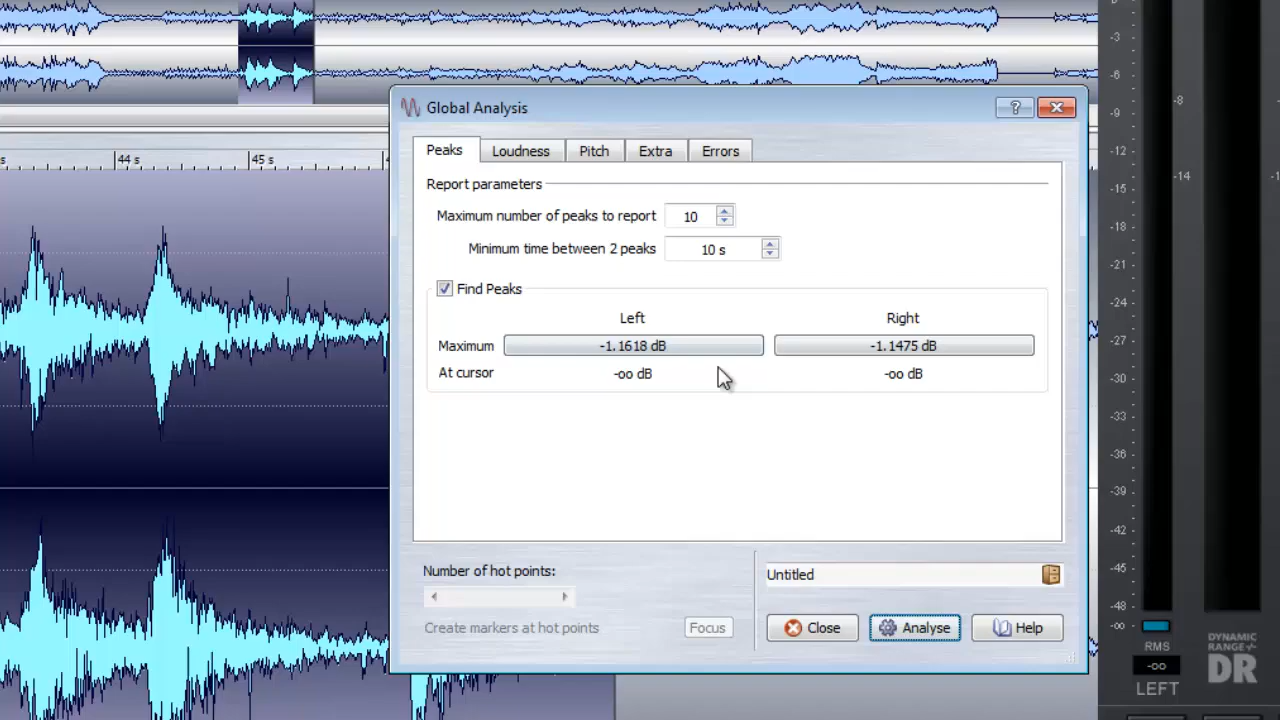 Global Analysis
?
s
44 s
45 s
Peaks
Loudness
Pitch
Extra
Errors
Report parameters
Maximum number of peaks to report 10
Minimum time between 2 peaks 10 s
Find Peaks
Left Right
Maximum -1.1618 dB -1.1475 dB
At cursor -oo dB -oo dB
Number of hot points:
Create markers at hot points
Focus
Untitled
Close
Analyse
Help
-3
-6
-9
-12
-15
-18
-21
-24
-27
-30
-33
-36
-39
-42
-45
-48
-oo
-8
-14
RMS
-oo
LEFT
DYNAMIC
RANGE+/-
DR